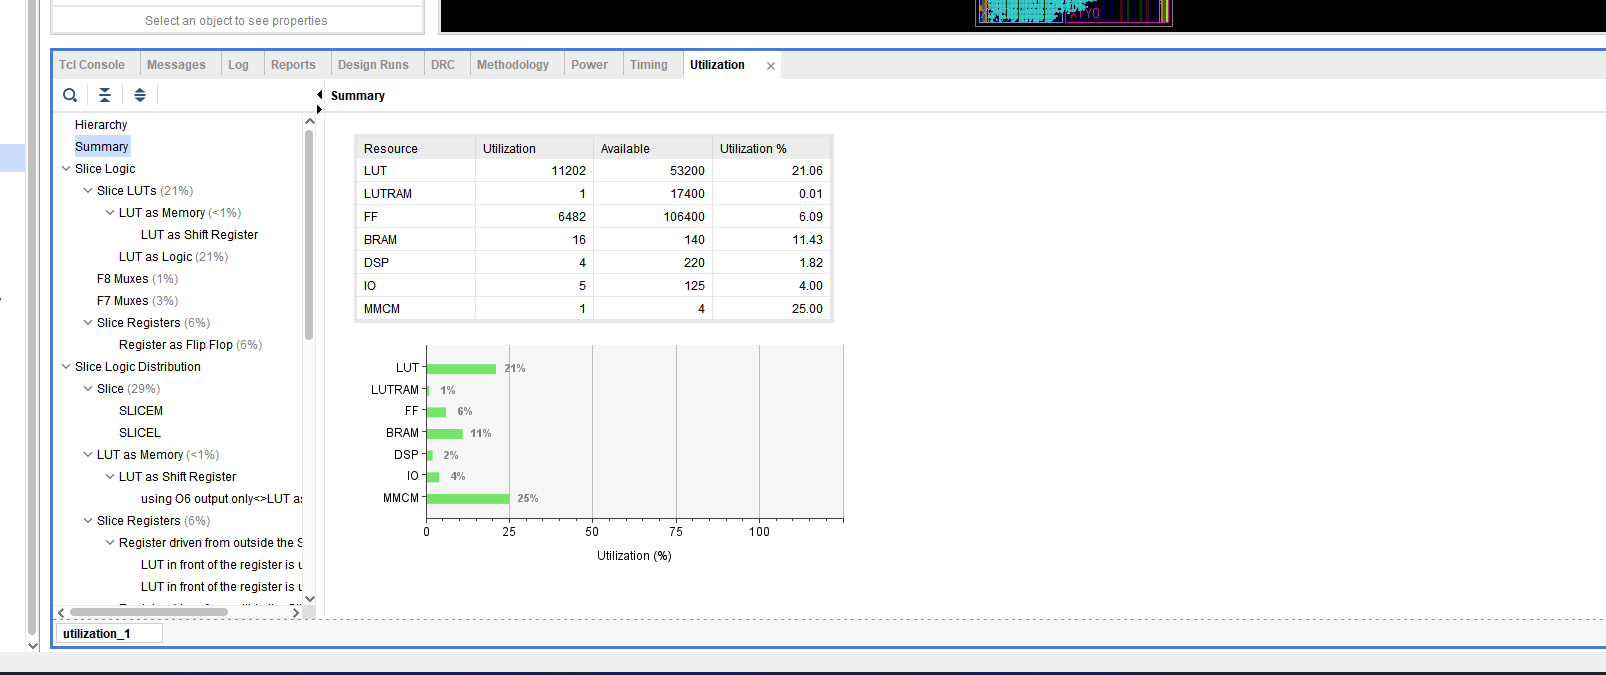 Select an object to see properties
X1Y0
Tcl Console Messages Log Reports Design Runs DRC Methodology Power Timing Utilization
Summary
Hierarchy
Summary
Slice Logic
Slice LUTs (21%)
LUT as Memory (<1%)
LUT as Shift Register
LUT as Logic (21%)
F8 Muxes (1%)
F7 Muxes (3%)
Slice Registers (6%)
Register as Flip Flop (6%)
Slice Logic Distribution
Slice (29%)
SLICEM
SLICEL
LUT as Memory (<1%)
LUT as Shift Register
using O6 output only<>LUT as
Slice Registers (6%)
Register driven from outside the S
LUT in front of the register is u
LUT in front of the register is u
Resource Utilization Available Utilization %
LUT 11202 53200 21.06
LUTRAM 1 17400 0.01
FF 6482 106400 6.09
BRAM 16 140 11.43
DSP 4 220 1.82
IO 5 125 4.00
MMCM 1 4 25.00
LUT 21%
LUTRAM 1%
FF 6%
BRAM 11%
DSP 2%
IO 4%
MMCM 25%
0 25 50 75 100
Utilization (%)
utilization_1